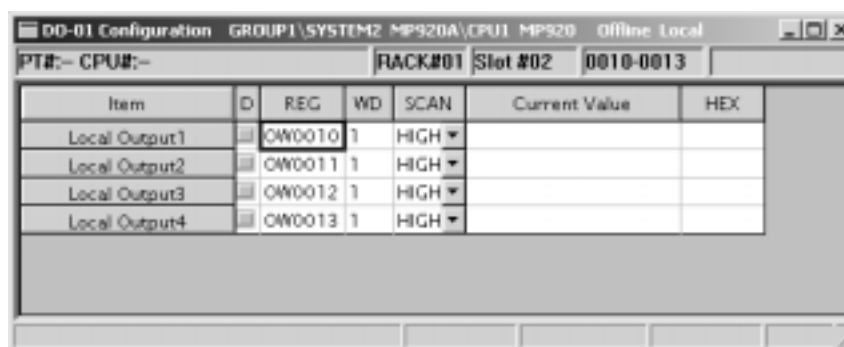 DO-01 Configuration GROUP1\SYSTEM2 MP920A\CPU1 MP920 Offline Local
PT#:– CPU#:– RACK#01 Slot #02 0010-0013
Item D REG WD SCAN Current Value HEX
Local Output1 OW0010 1 HIGH
Local Output2 OW0011 1 HIGH
Local Output3 OW0012 1 HIGH
Local Output4 OW0013 1 HIGH